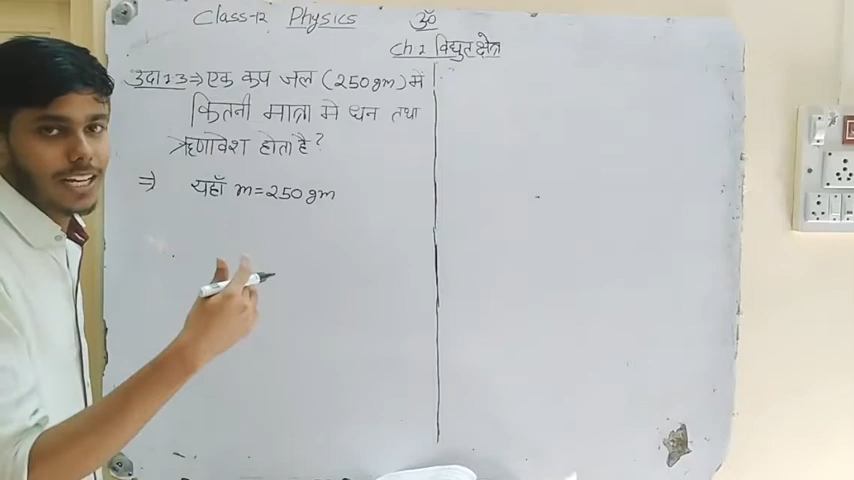 Class-12 Physics ॐ
Ch 1 विद्युत क्षेत्र
उदा 1.3 ⇒ एक कप जल (250 gm) में
कितनी मात्रा मे धन तथा
ऋणावेश होता है?
⇒ यहाँ m = 250 gm